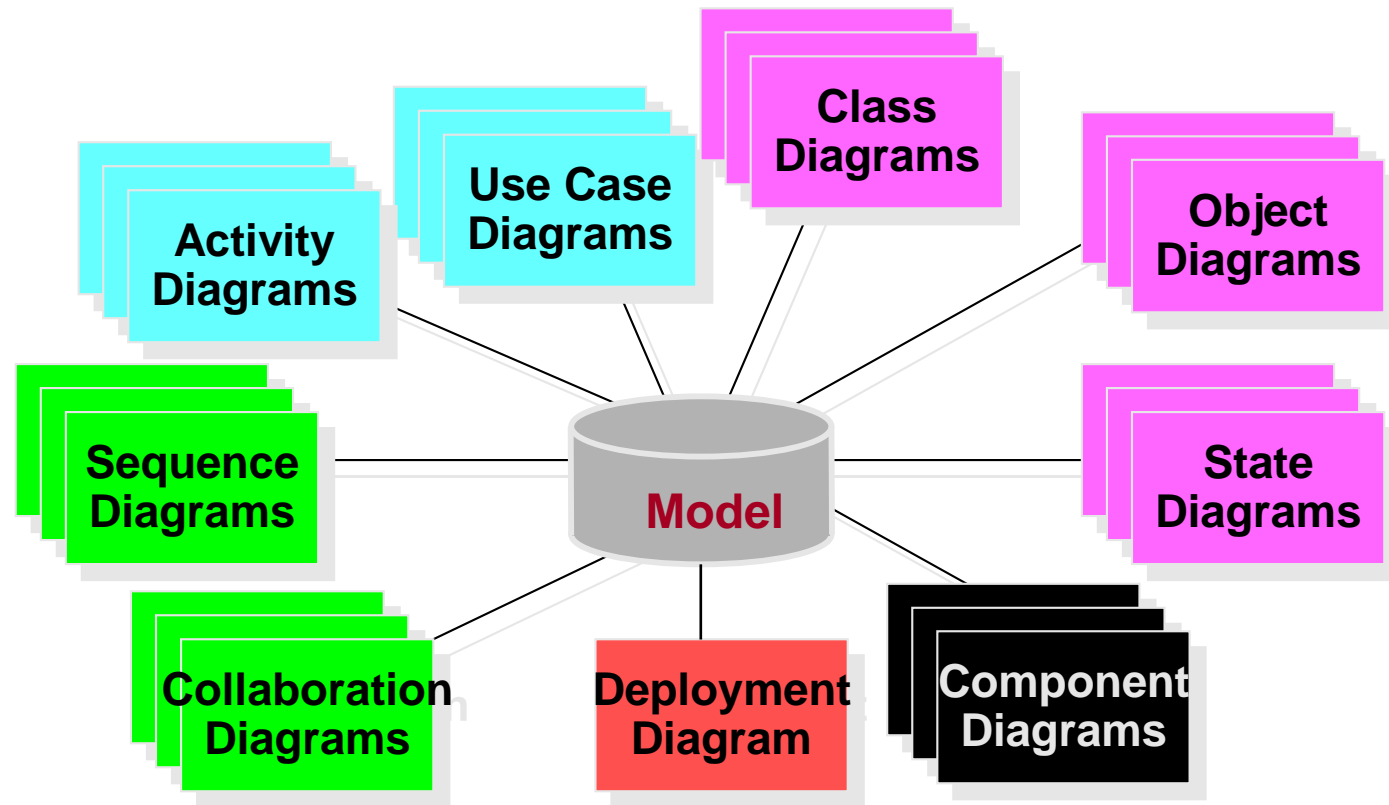 Class
Diagrams
Use Case
Diagrams
Object
Diagrams
Activity
Diagrams
Sequence
Diagrams
Model
State
Diagrams
Collaboration
Diagrams
Deployment
Diagram
Component
Diagrams